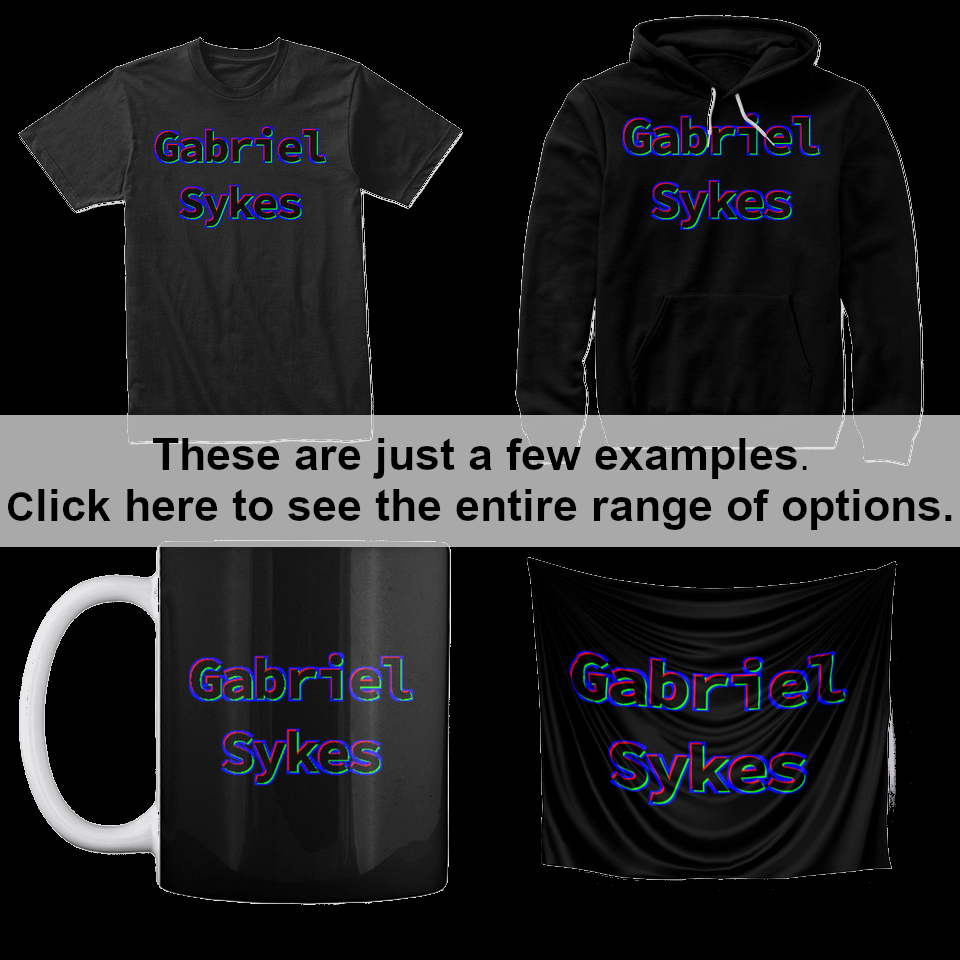 Gabriel
Sykes
Gabriel
Sykes
These are just a few examples.
Click here to see the entire range of options.
Gabriel
Sykes
Gabriel
Sykes